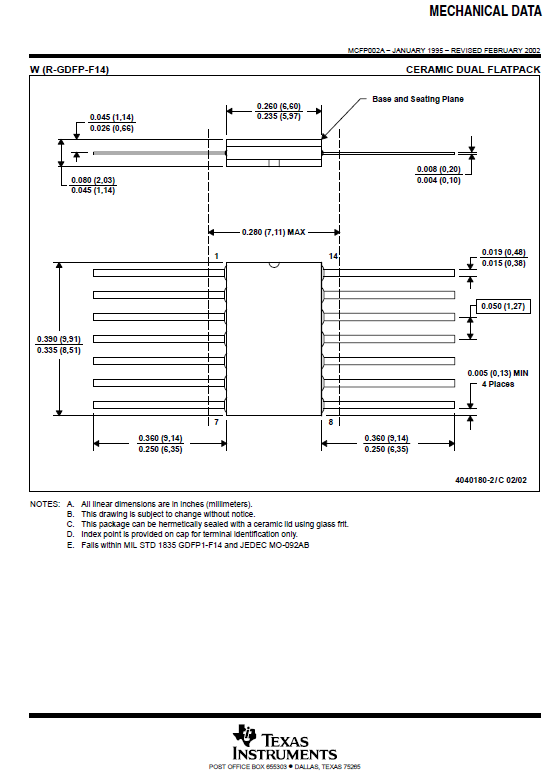 MECHANICAL DATA
MCFP002A – JANUARY 1995 – REVISED FEBRUARY 2002
W (R-GDFP-F14)
CERAMIC DUAL FLATPACK
Base and Seating Plane
0.260 (6,60)
0.235 (5,97)
0.045 (1,14)
0.026 (0,66)
0.008 (0,20)
0.004 (0,10)
0.080 (2,03)
0.045 (1,14)
0.280 (7,11) MAX
1
14
0.019 (0,48)
0.015 (0,38)
0.050 (1,27)
0.390 (9,91)
0.335 (8,51)
0.005 (0,13) MIN
4 Places
7
8
0.360 (9,14)
0.250 (6,35)
0.360 (9,14)
0.250 (6,35)
4040180-2/C 02/02
NOTES: A. All linear dimensions are in inches (millimeters).
B. This drawing is subject to change without notice.
C. This package can be hermetically sealed with a ceramic lid using glass frit.
D. Index point is provided on cap for terminal identification only.
E. Falls within MIL STD 1835 GDFP1-F14 and JEDEC MO-092AB
TEXAS
INSTRUMENTS
POST OFFICE BOX 655303 • DALLAS, TEXAS 75265